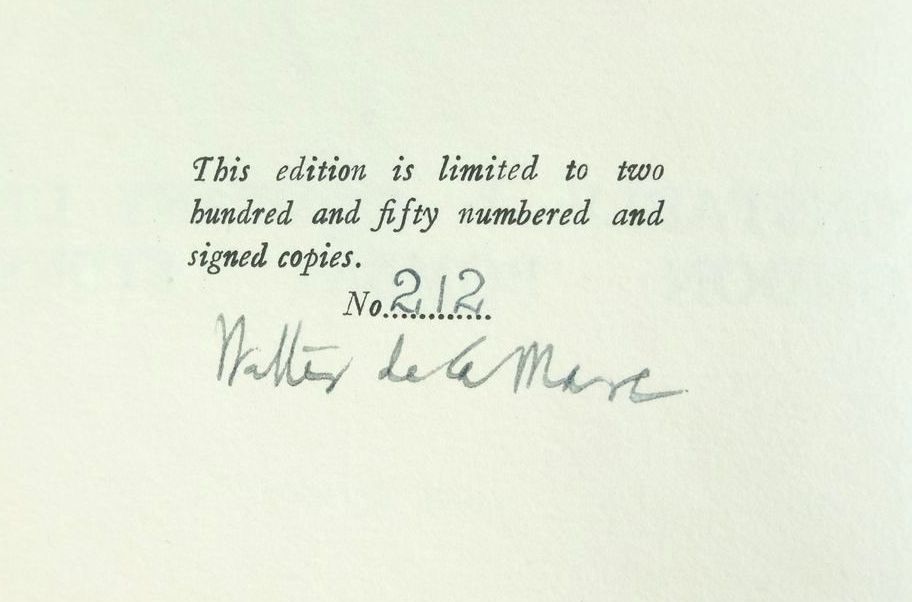 This edition is limited to two
hundred and fifty numbered and
signed copies.
No. 212
Walter de la Mare